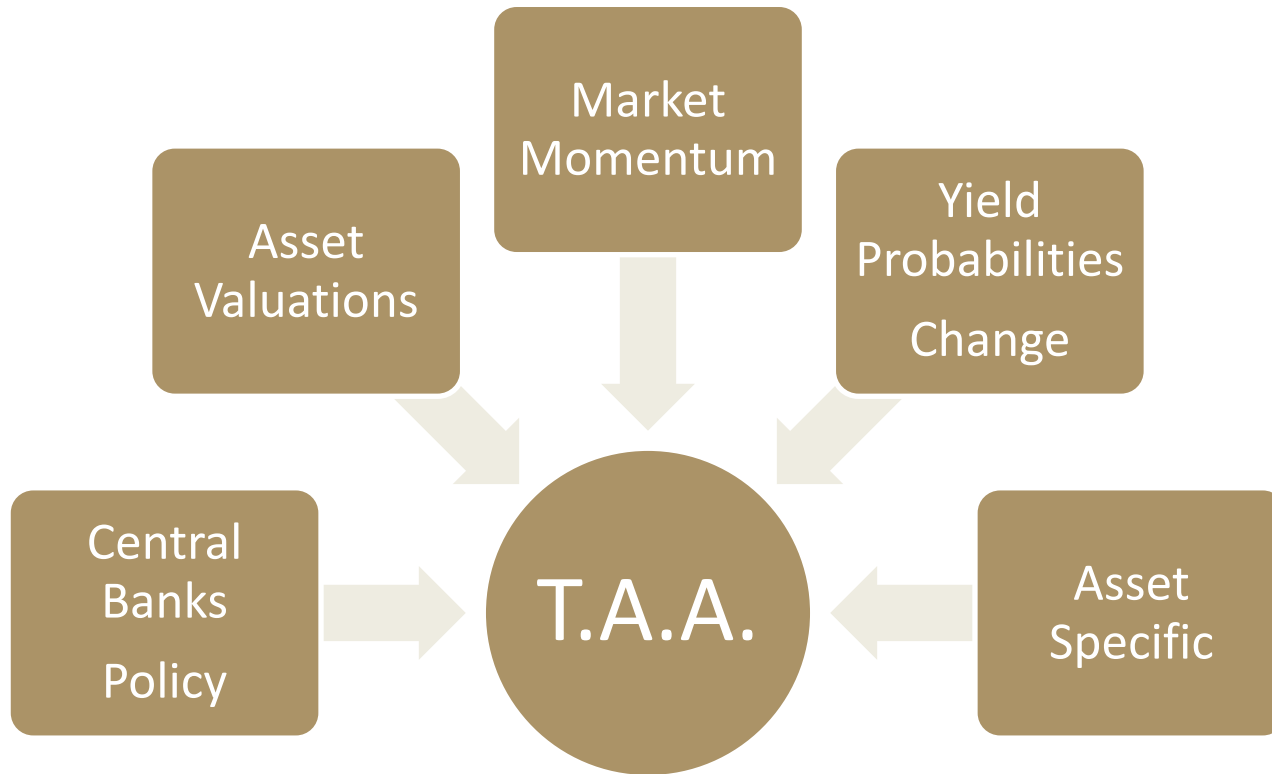 Market
Momentum
Asset
Valuations
Yield
Probabilities
Change
Central
Banks
Policy
T.A.A.
Asset
Specific